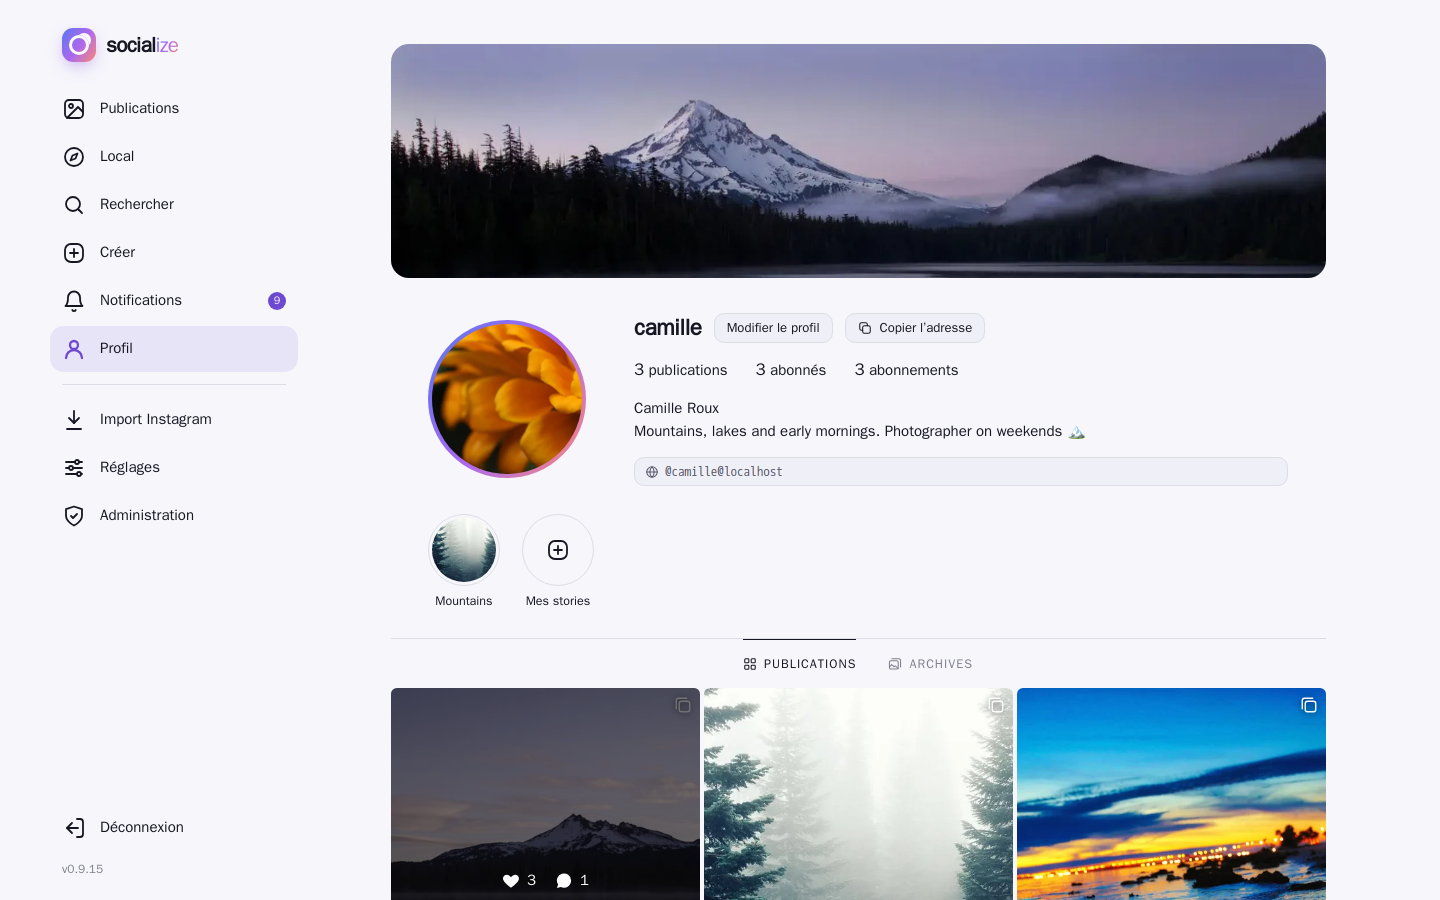 socialize
Publications
Local
Rechercher
Créer
Notifications 9
Profil
Import Instagram
Réglages
Administration
Déconnexion
v0.9.15
camille
Modifier le profil
Copier l'adresse
3 publications 3 abonnés 3 abonnements
Camille Roux
Mountains, lakes and early mornings. Photographer on weekends 🏔️
@camille@localhost
Mountains
Mes stories
PUBLICATIONS
ARCHIVES
3 1